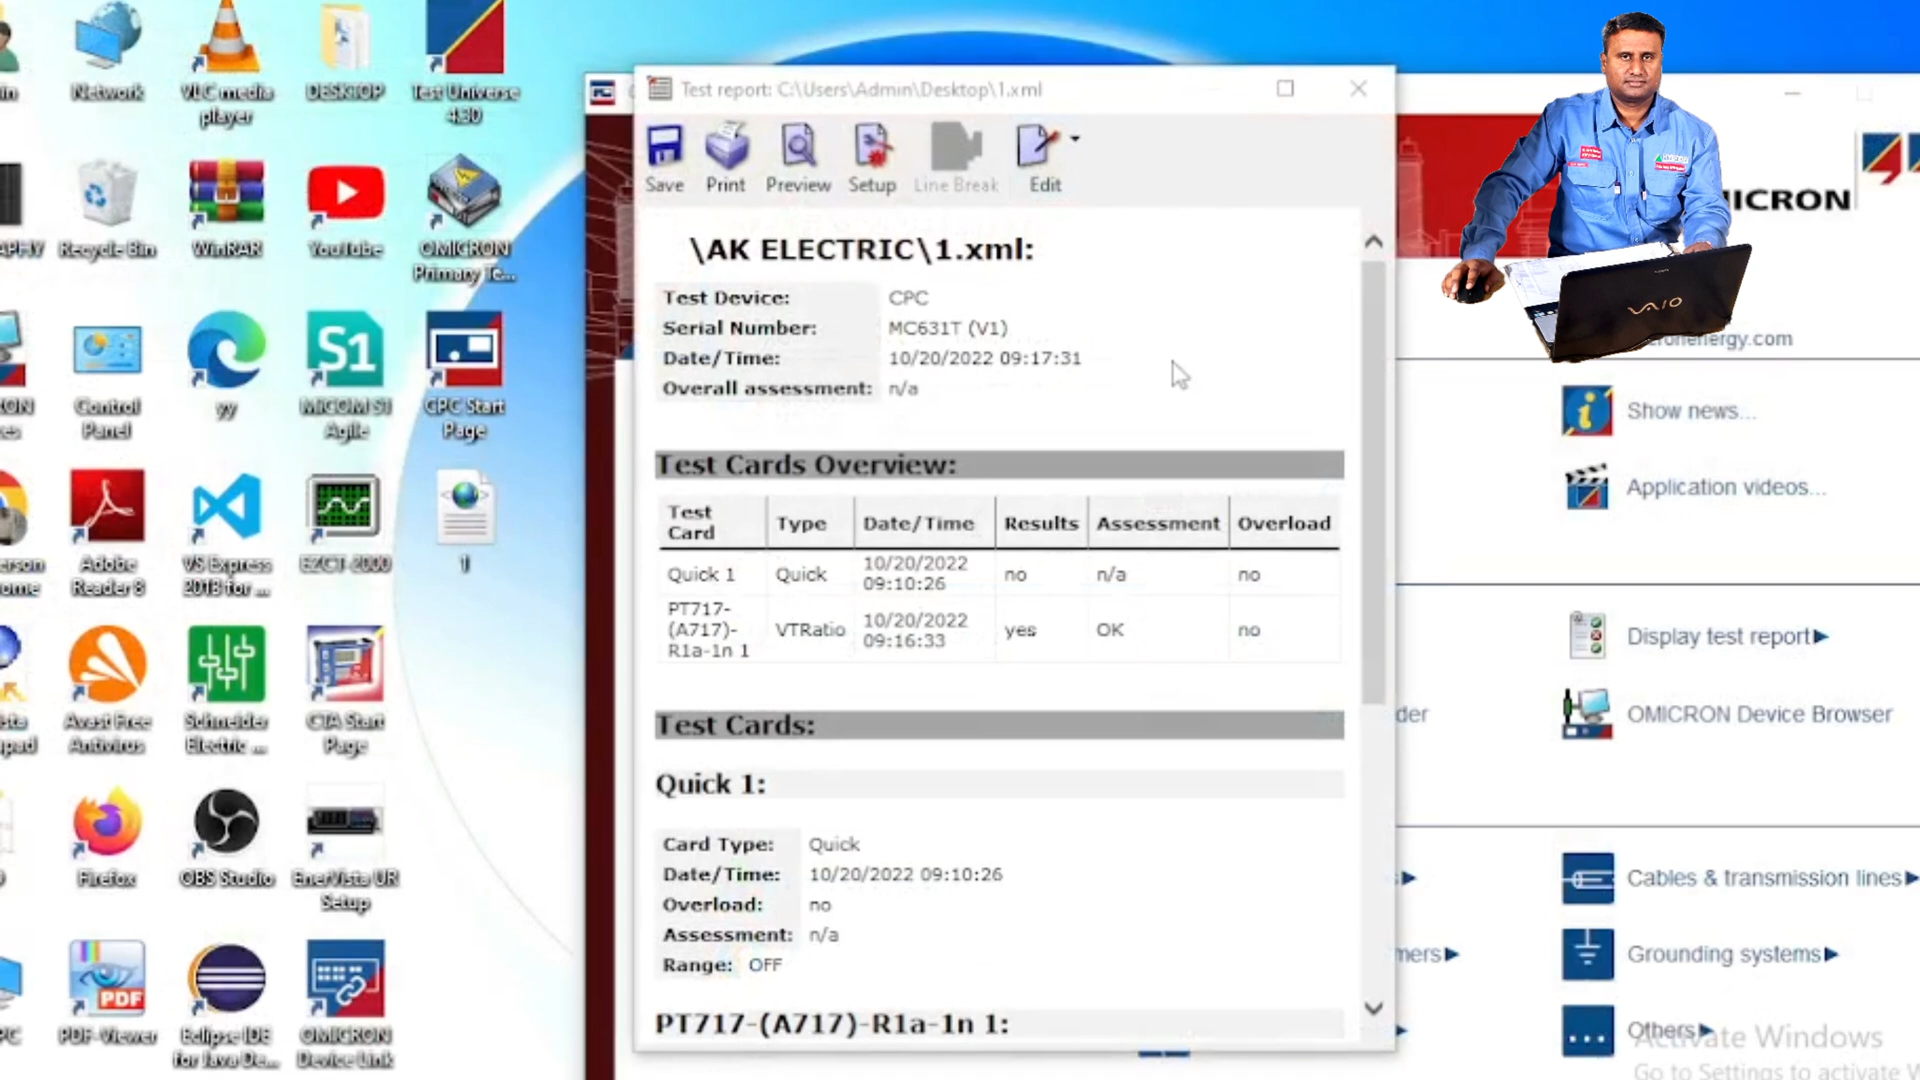 Network
VLC media
player
DESKTOP
Test Universe
4.30
Recycle Bin
WinRAR
YouTube
OMICRON
Primary Te...
Control
Panel
yy
S1
MiCOM S1
Agile
CPC Start
Page
Adobe
Reader 8
VS Express
2013 for ...
EZCT-2000
1
Avast Free
Antivirus
Schneider
Electric ...
CTA Start
Page
Firefox
OBS Studio
EnerVista UR
Setup
PDF
PDF-Viewer
Eclipse IDE
for Java De...
OMICRON
Device Link
Test report: C:\Users\Admin\Desktop\1.xml
Save
Print
Preview
Setup
Line Break
Edit
\AK ELECTRIC\1.xml:
Test Device: CPC
Serial Number: MC631T (V1)
Date/Time: 10/20/2022 09:17:31
Overall assessment: n/a
Test Cards Overview:
Test Card Type Date/Time Results Assessment Overload
Quick 1 Quick 10/20/2022 09:10:26 no n/a no
PT717-(A717)-R1a-1n 1 VTRatio 10/20/2022 09:16:33 yes OK no
Test Cards:
Quick 1:
Card Type: Quick
Date/Time: 10/20/2022 09:10:26
Overload: no
Assessment: n/a
Range: OFF
PT717-(A717)-R1a-1n 1:
ICRON
VAIO
cronenergy.com
Show news...
Application videos...
Display test report
der
OMICRON Device Browser
Cables & transmission lines
mers
Grounding systems
Others
Activate Windows
Go to Settings to activate W